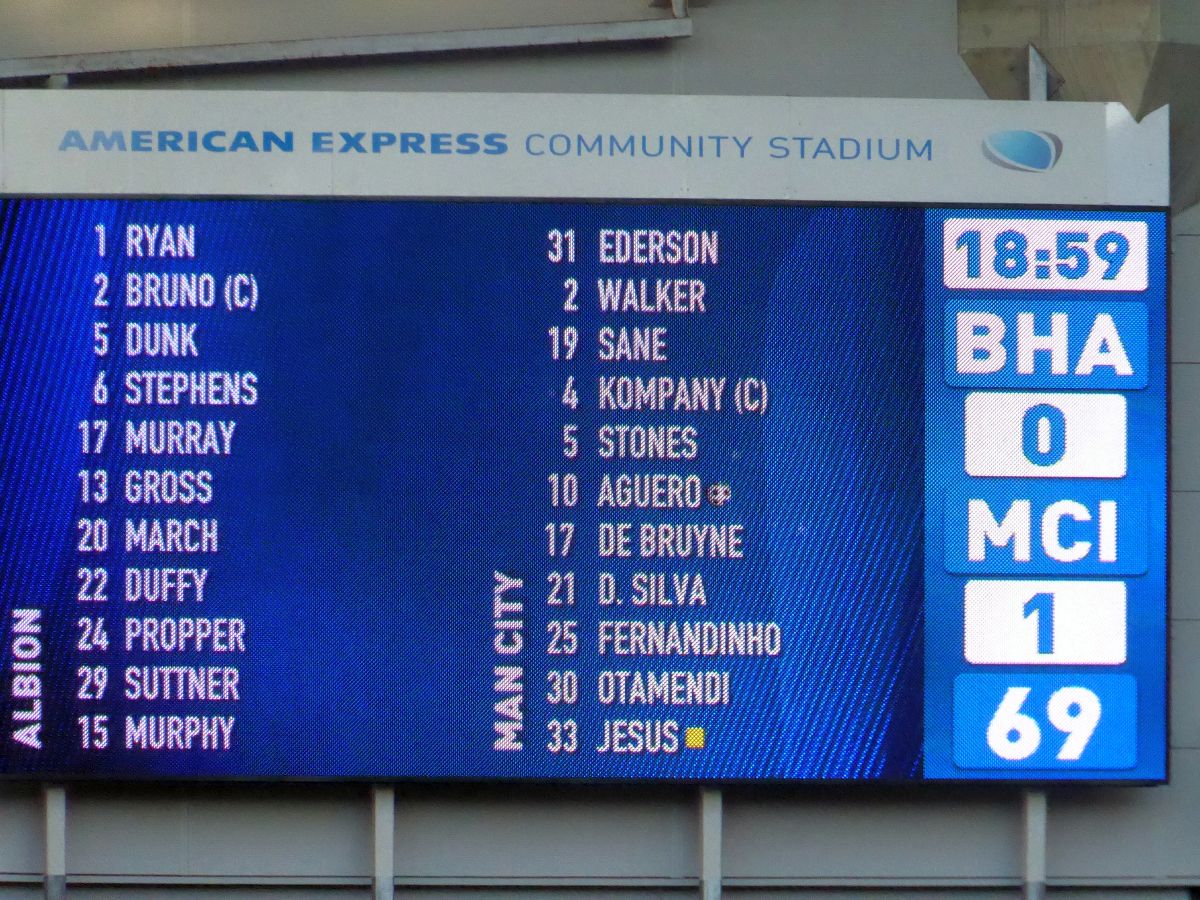 AMERICAN EXPRESS COMMUNITY STADIUM
ALBION
1 RYAN
2 BRUNO (C)
5 DUNK
6 STEPHENS
17 MURRAY
13 GROSS
20 MARCH
22 DUFFY
24 PROPPER
29 SUTTNER
15 MURPHY
MAN CITY
31 EDERSON
2 WALKER
19 SANE
4 KOMPANY (C)
5 STONES
10 AGUERO
17 DE BRUYNE
21 D. SILVA
25 FERNANDINHO
30 OTAMENDI
33 JESUS
18:59
BHA
0
MCI
1
69